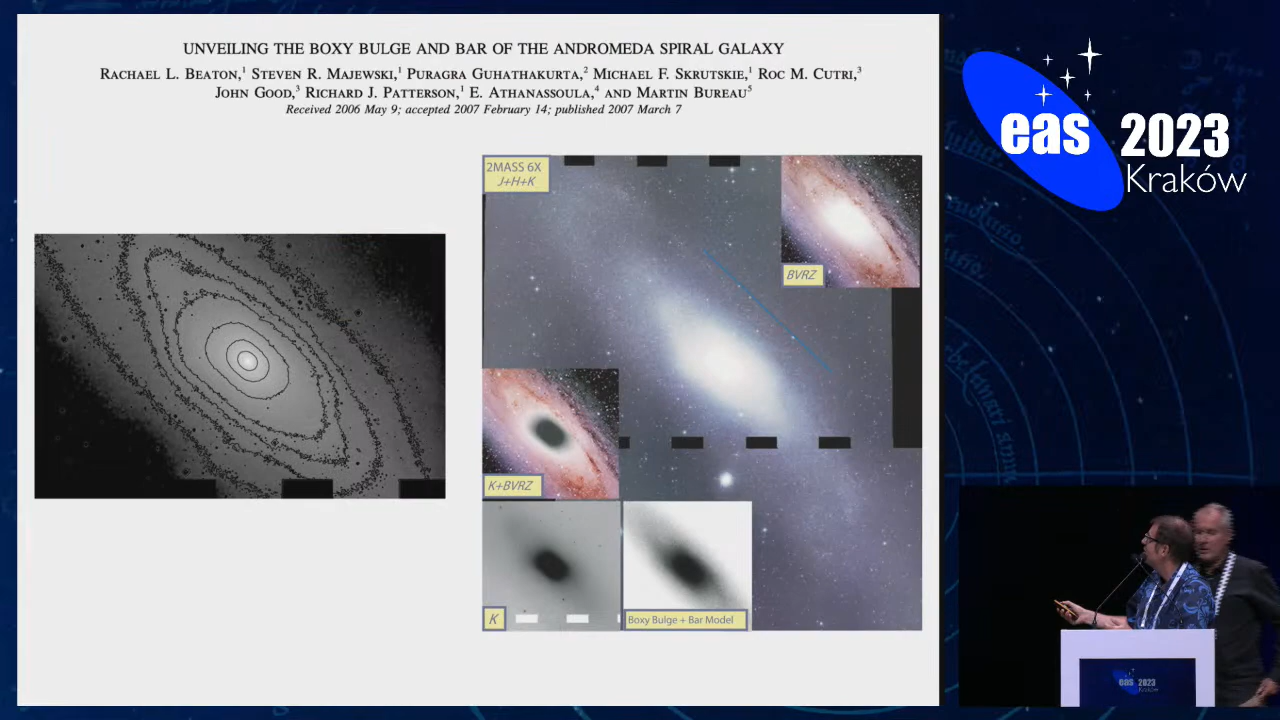 UNVEILING THE BOXY BULGE AND BAR OF THE ANDROMEDA SPIRAL GALAXY
RACHAEL L. BEATON,¹ STEVEN R. MAJEWSKI,¹ PURAGRA GUHATHAKURTA,² MICHAEL F. SKRUTSKIE,¹ ROC M. CUTRI,³
JOHN GOOD,³ RICHARD J. PATTERSON,¹ E. ATHANASSOULA,⁴ AND MARTIN BUREAU⁵
Received 2006 May 9; accepted 2007 February 14; published 2007 March 7
2MASS 6X
J+H+K
BVRZ
K+BVRZ
K
Boxy Bulge + Bar Model
eas 2023
Kraków
eas 2023
Kraków